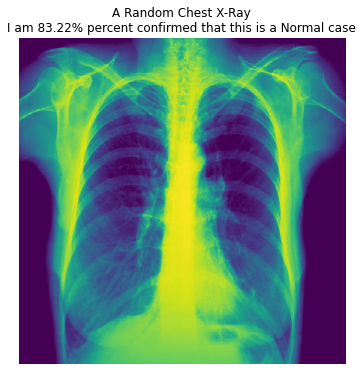 A Random Chest X-Ray
I am 83.22% percent confirmed that this is a Normal case